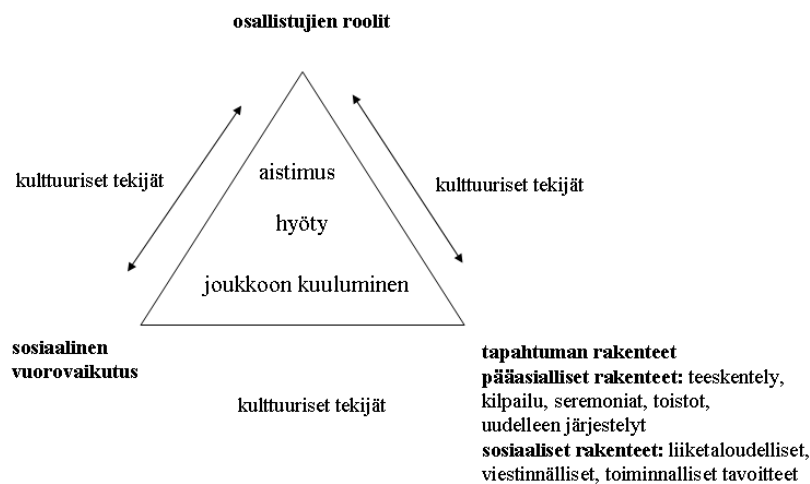 osallistujien roolit
kulttuuriset tekijät
aistimus
kulttuuriset tekijät
hyöty
joukkoon kuuluminen
sosiaalinen
vuorovaikutus
kulttuuriset tekijät
tapahtuman rakenteet
pääasialliset rakenteet: teeskentely,
kilpailu, seremoniat, toistot,
uudelleen järjestelyt
sosiaaliset rakenteet: liiketaloudelliset,
viestinnälliset, toiminnalliset tavoitteet